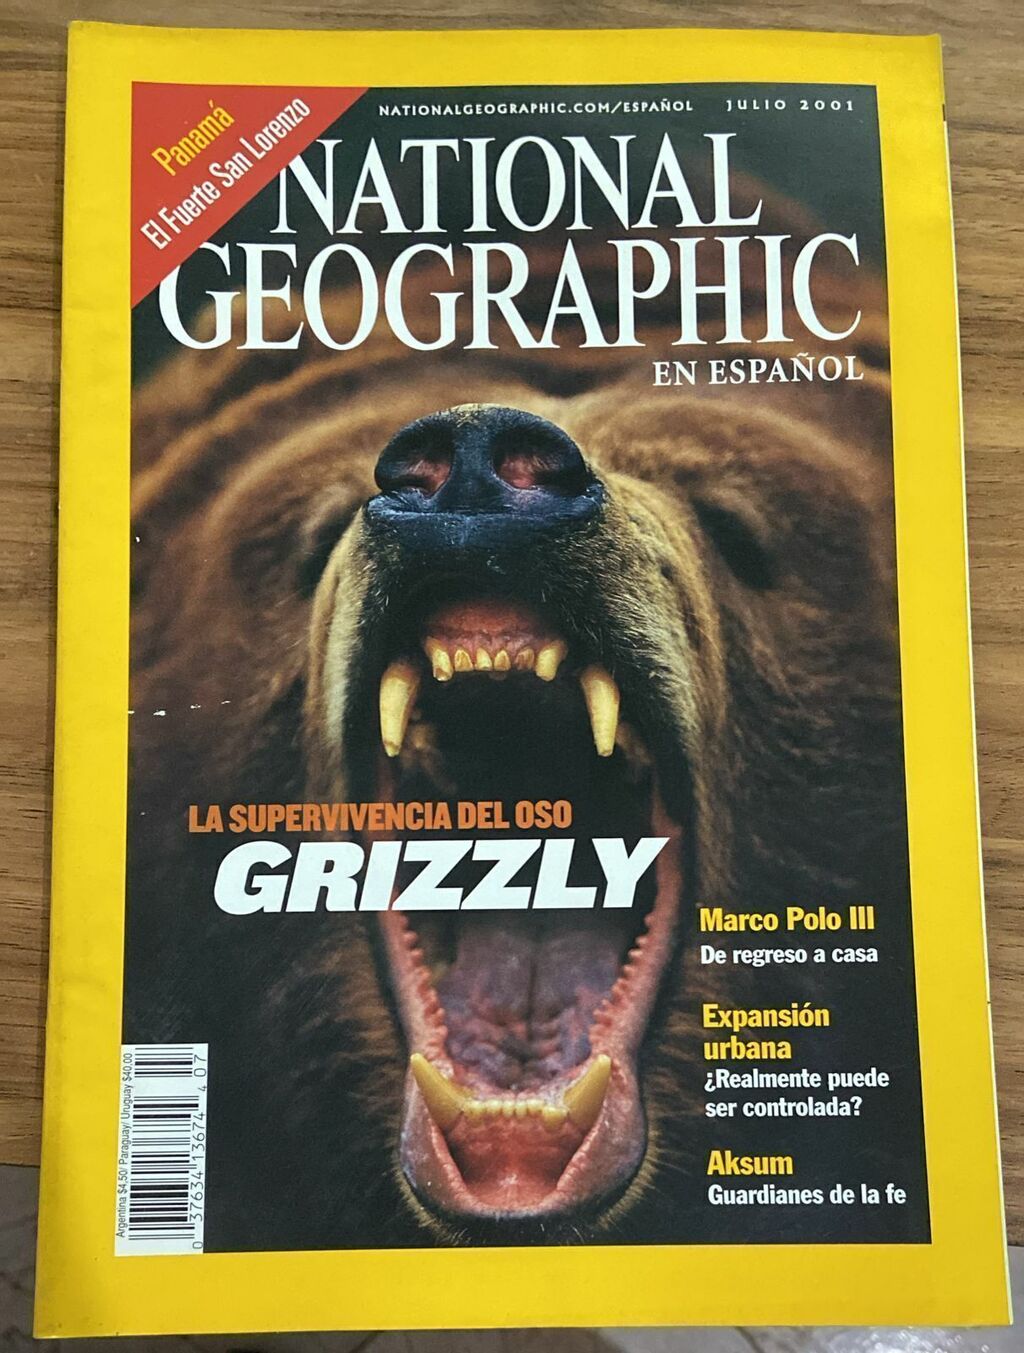 Panamá
El Fuerte San Lorenzo
NATIONALGEOGRAPHIC.COM/ESPAÑOL JULIO 2001
NATIONAL
GEOGRAPHIC
EN ESPAÑOL
LA SUPERVIVENCIA DEL OSO
GRIZZLY
Marco Polo III
De regreso a casa
Expansión
urbana
¿Realmente puede
ser controlada?
Aksum
Guardianes de la fe
Argentina $4,50/ Paraguay/ Uruguay $40.00
0 37634 13674 4 07